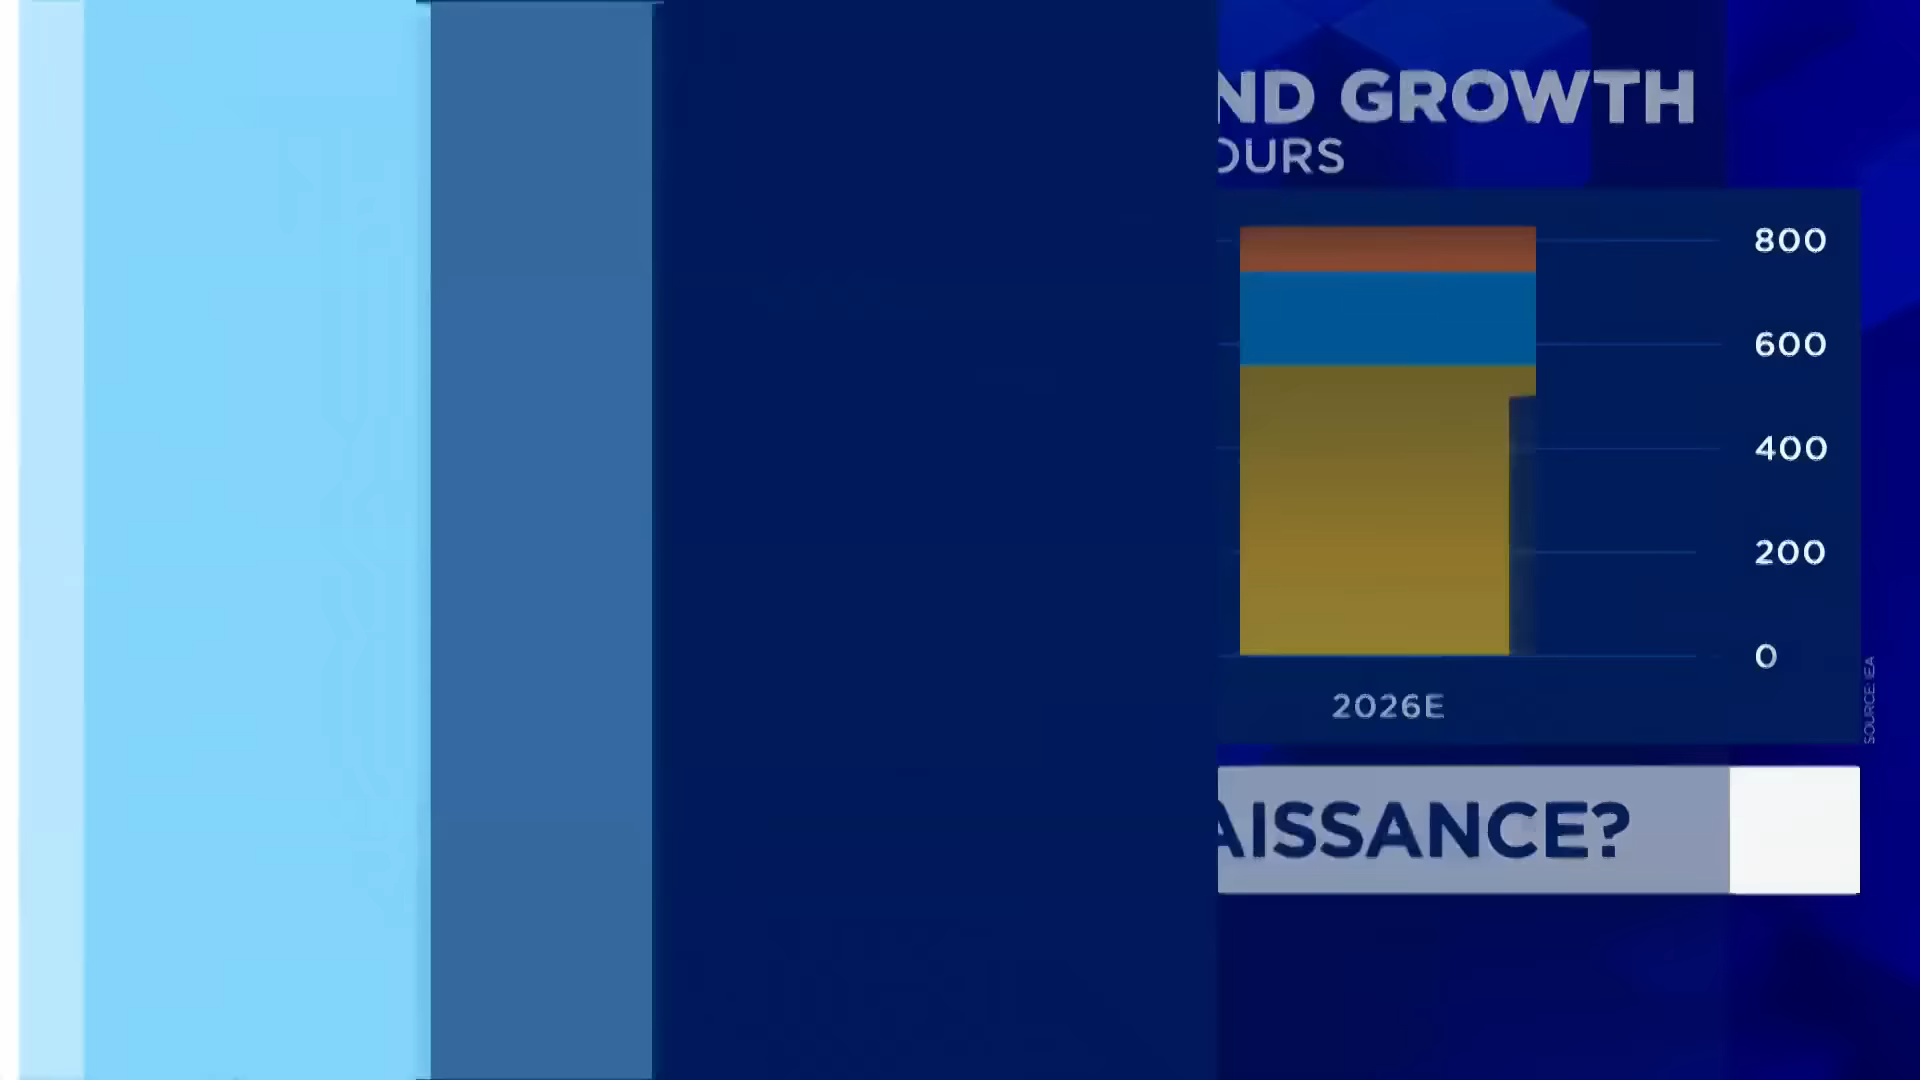 ND GROWTH
OURS
800
600
400
200
0
2026E
SOURCE: IEA
AISSANCE?